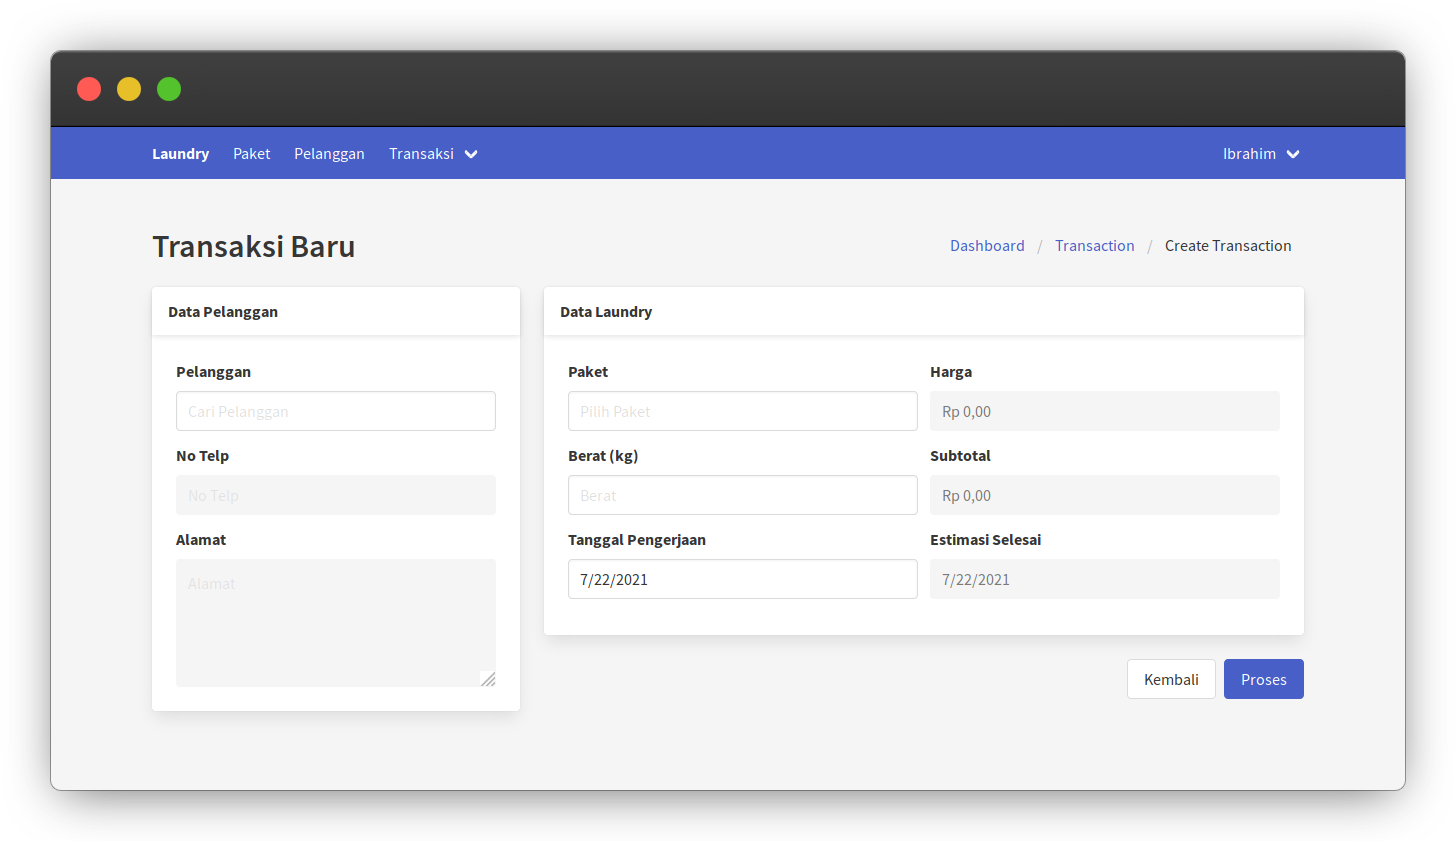 Laundry Paket Pelanggan Transaksi Ibrahim
Transaksi Baru
Dashboard / Transaction / Create Transaction
Data Pelanggan
Pelanggan
Cari Pelanggan
No Telp
No Telp
Alamat
Alamat
Data Laundry
Paket Harga
Pilih Paket Rp 0,00
Berat (kg) Subtotal
Berat Rp 0,00
Tanggal Pengerjaan Estimasi Selesai
7/22/2021 7/22/2021
Kembali Proses